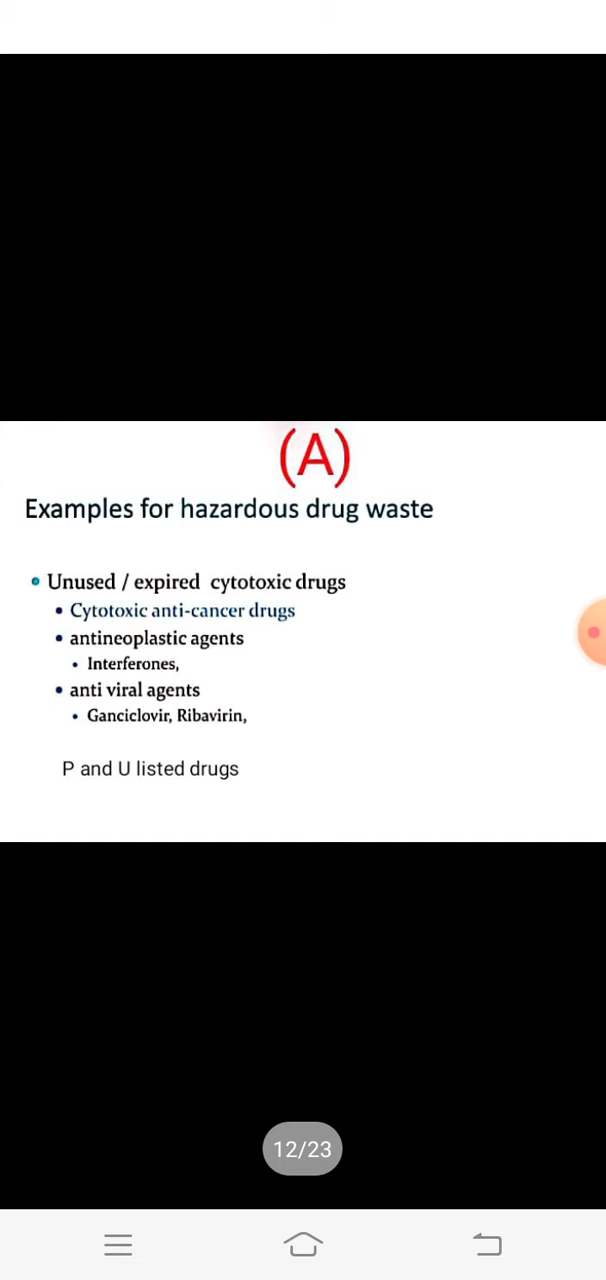 (A)
Examples for hazardous drug waste
• Unused / expired cytotoxic drugs
• Cytotoxic anti-cancer drugs
• antineoplastic agents
• Interferones,
• anti viral agents
• Ganciclovir, Ribavirin,
P and U listed drugs
12/23